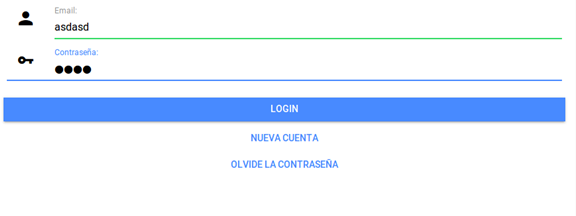 Email:
asdasd
Contraseña:
●●●●
LOGIN
NUEVA CUENTA
OLVIDE LA CONTRASEÑA